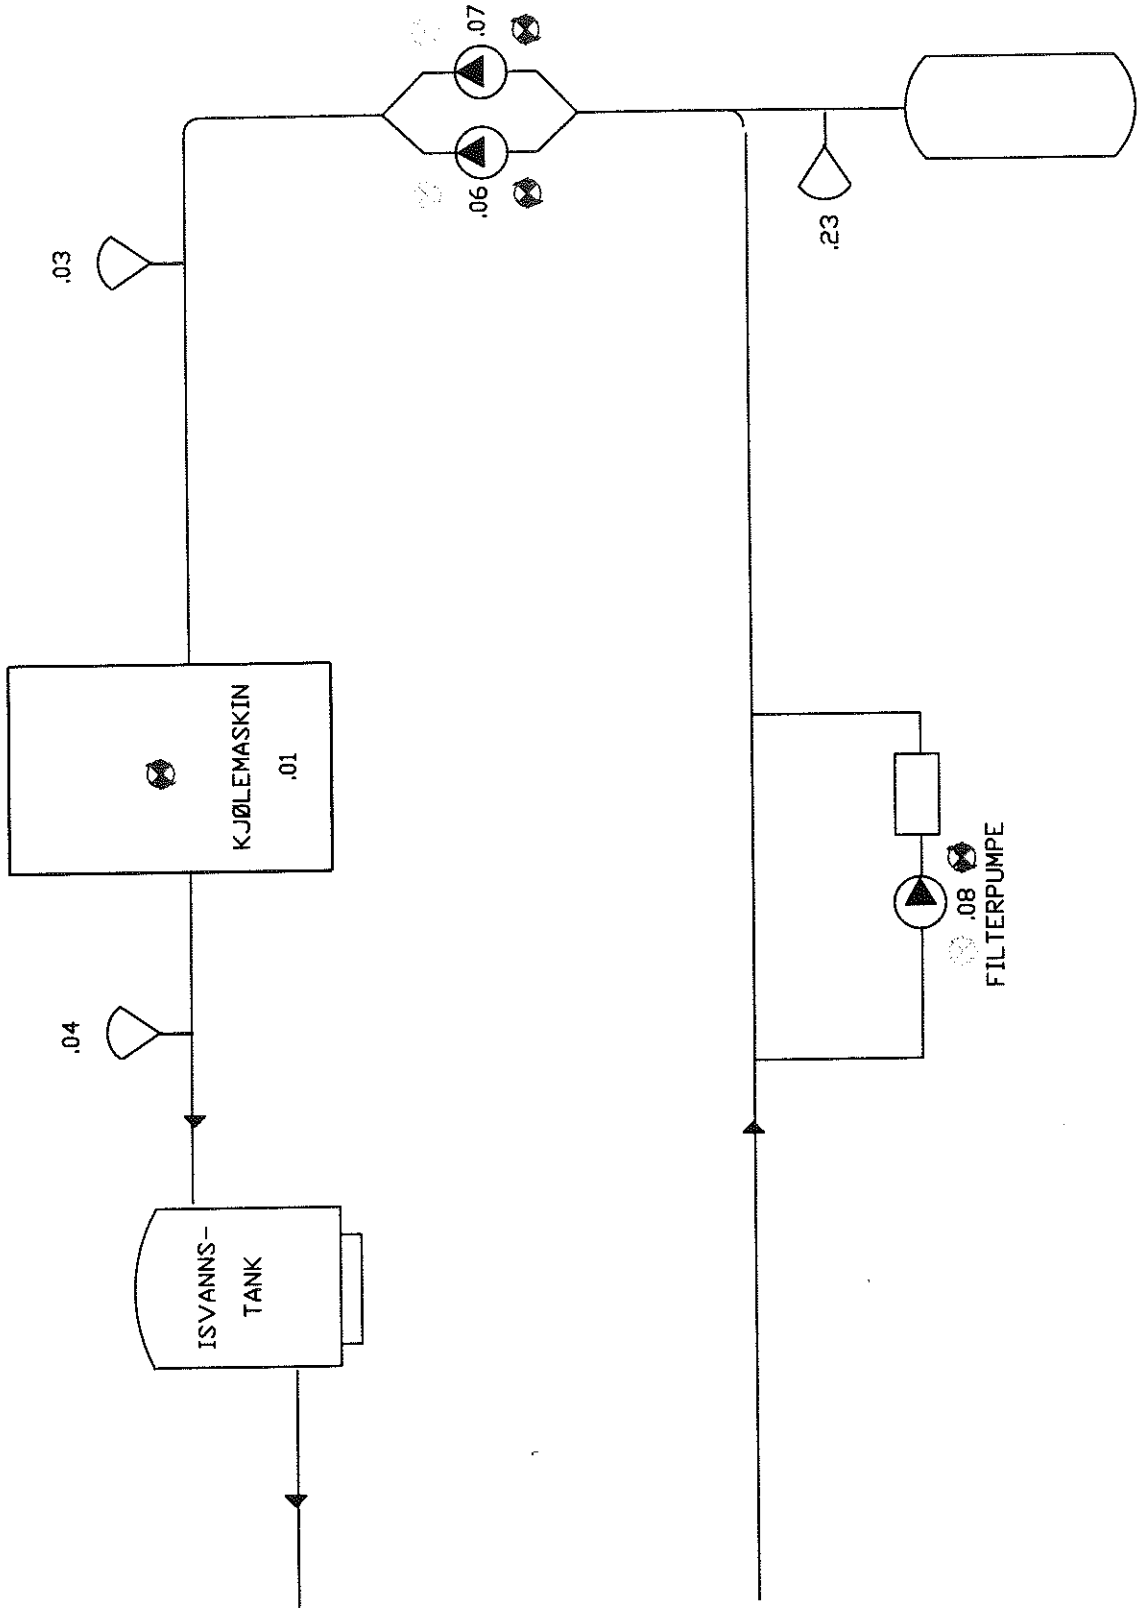 .04
.03
ISVANNS-
TANK
KJØLEMASKIN
.01
.06
.07
.23
.08
FILTERPUMPE